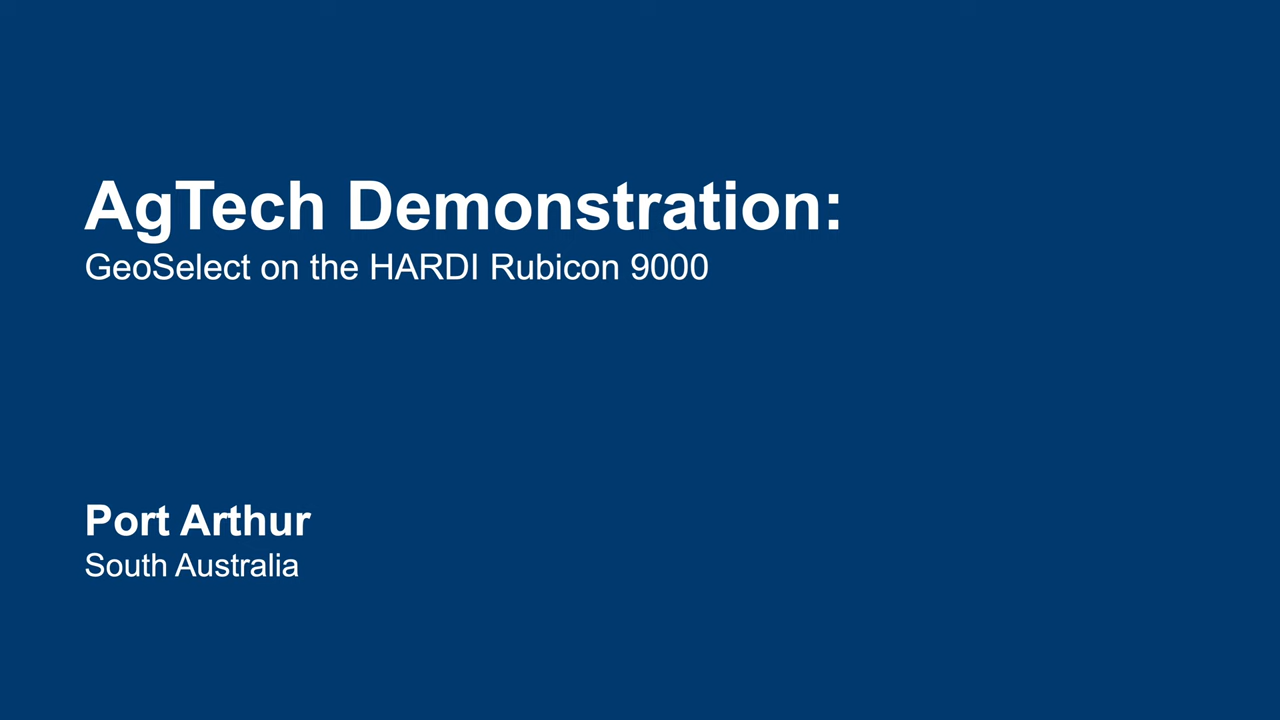 AgTech Demonstration:
GeoSelect on the HARDI Rubicon 9000
Port Arthur
South Australia